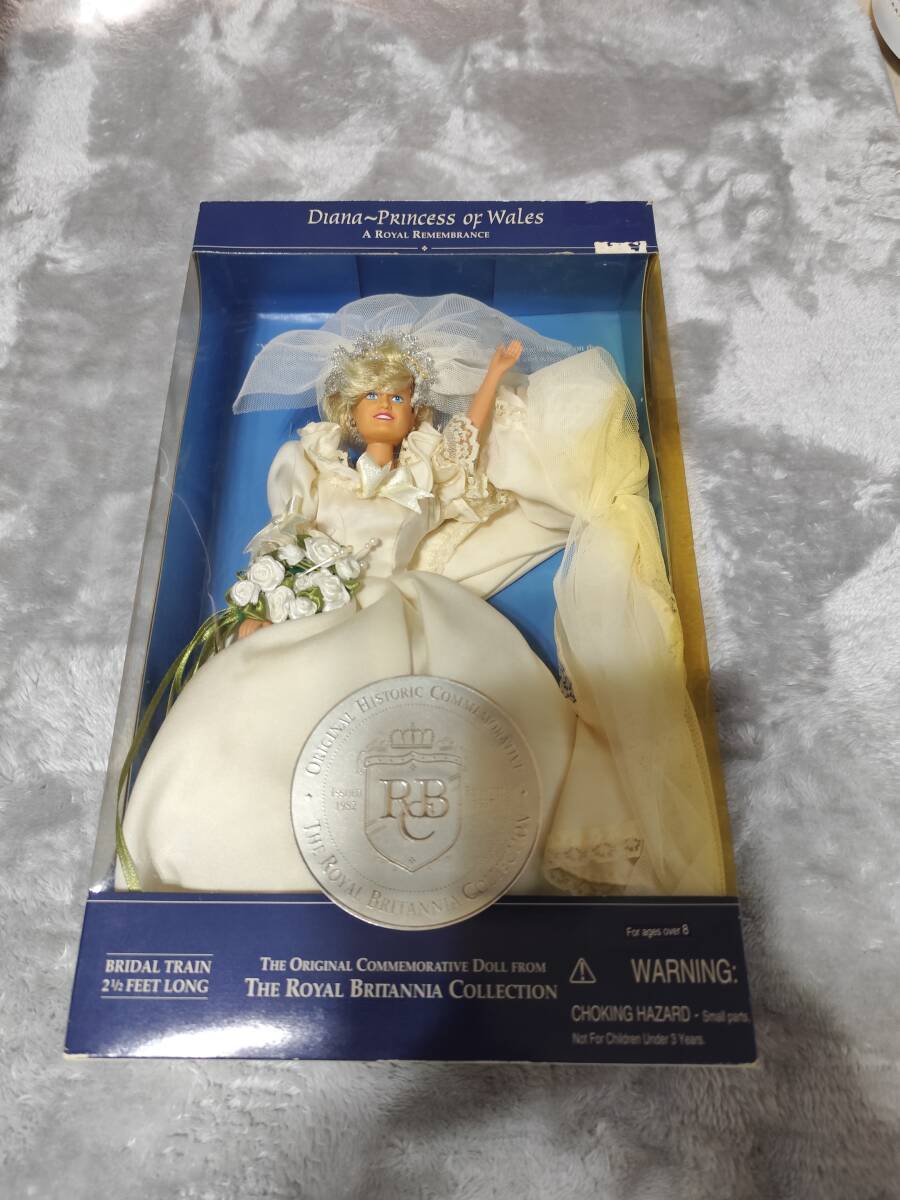 Diana~Princess of Wales
A Royal Remembrance
Original Historic Commemorative
Issued
1982
RBC
The Royal Britannia Collection
For ages over 8
BRIDAL TRAIN
2½ FEET LONG
The Original Commemorative Doll from
The Royal Britannia Collection
WARNING:
CHOKING HAZARD - Small parts.
Not For Children Under 3 Years.